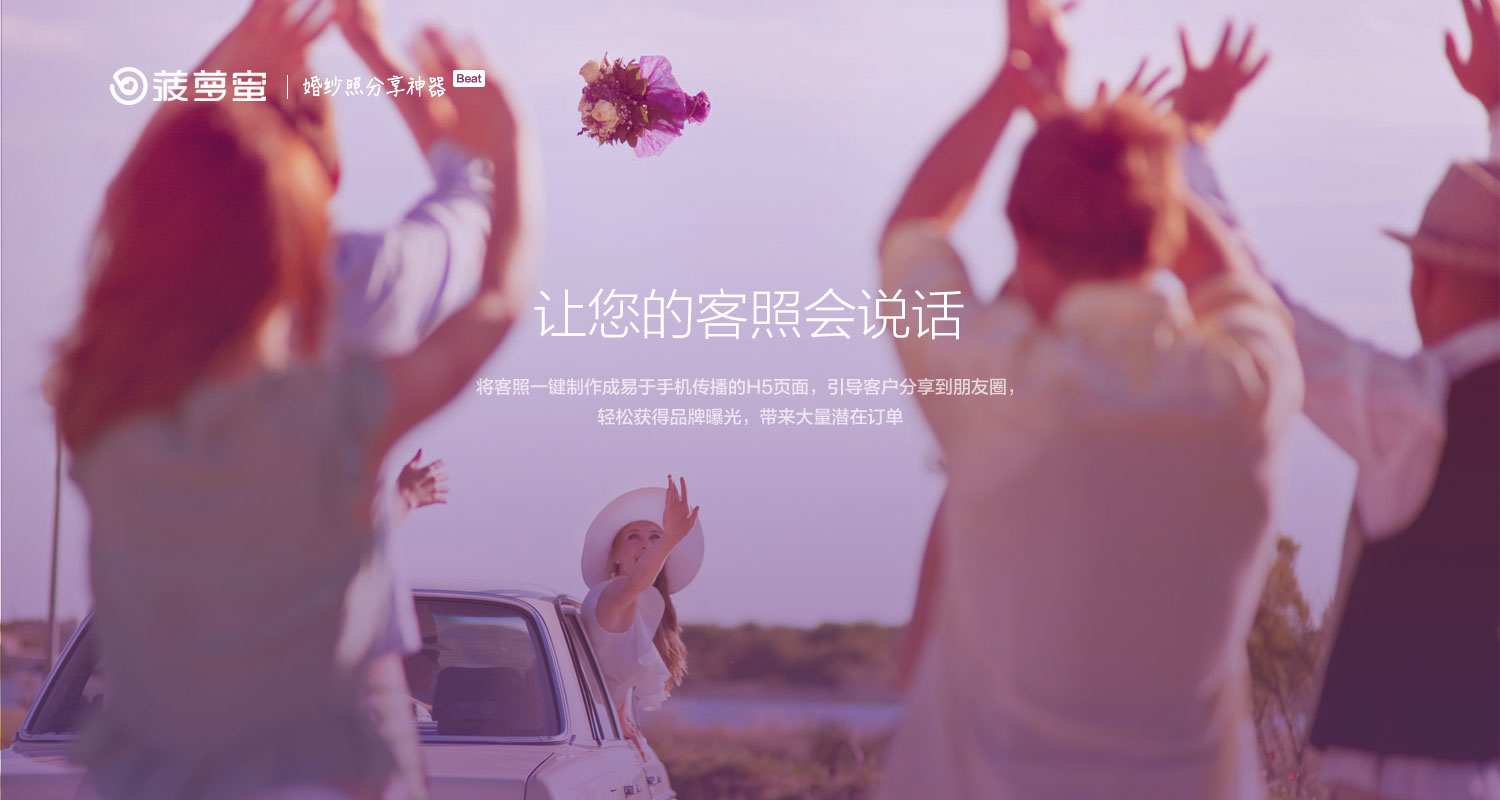 菠萝蜜 婚纱照分享神器 Beat
让您的客照会说话
将客照一键制作成易于手机传播的H5页面，引导客户分享到朋友圈，
轻松获得品牌曝光，带来大量潜在订单